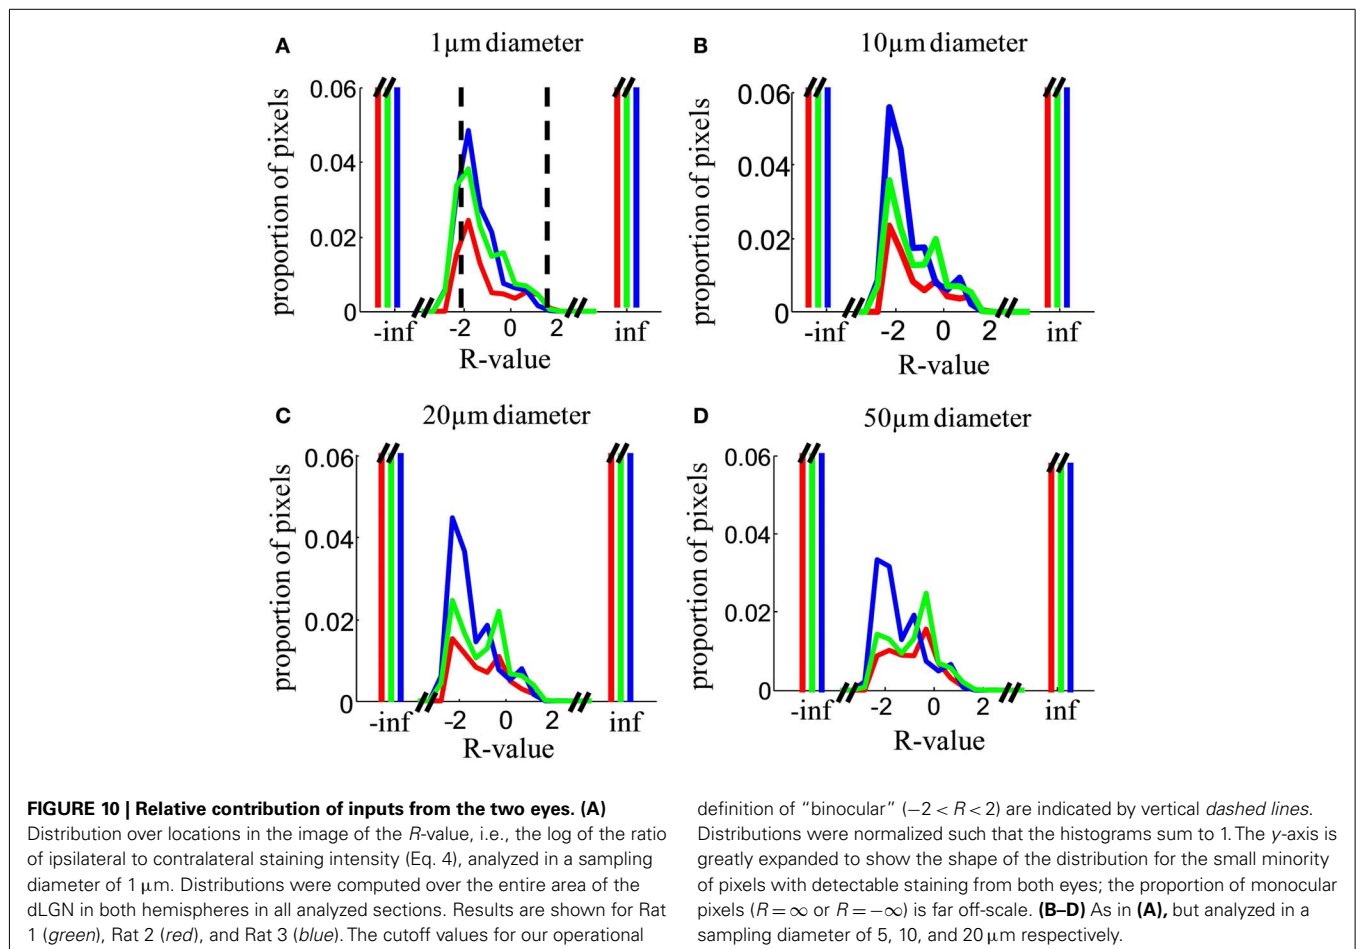 A
1µm diameter
proportion of pixels
0.06
0.04
0.02
0
-inf
-2
0
2
inf
R-value
B
10µm diameter
proportion of pixels
0.06
0.04
0.02
0
-inf
-2
0
2
inf
R-value
C
20µm diameter
proportion of pixels
0.06
0.04
0.02
0
-inf
-2
0
2
inf
R-value
D
50µm diameter
proportion of pixels
0.06
0.04
0.02
0
-inf
-2
0
2
inf
R-value
FIGURE 10 | Relative contribution of inputs from the two eyes. (A)
Distribution over locations in the image of the R-value, i.e., the log of the ratio
of ipsilateral to contralateral staining intensity (Eq. 4), analyzed in a sampling
diameter of 1 µm. Distributions were computed over the entire area of the
dLGN in both hemispheres in all analyzed sections. Results are shown for Rat
1 (green), Rat 2 (red), and Rat 3 (blue). The cutoff values for our operational
definition of “binocular” (−2 < R < 2) are indicated by vertical dashed lines.
Distributions were normalized such that the histograms sum to 1. The y-axis is
greatly expanded to show the shape of the distribution for the small minority
of pixels with detectable staining from both eyes; the proportion of monocular
pixels (R = ∞ or R = −∞) is far off-scale. (B–D) As in (A), but analyzed in a
sampling diameter of 5, 10, and 20 µm respectively.